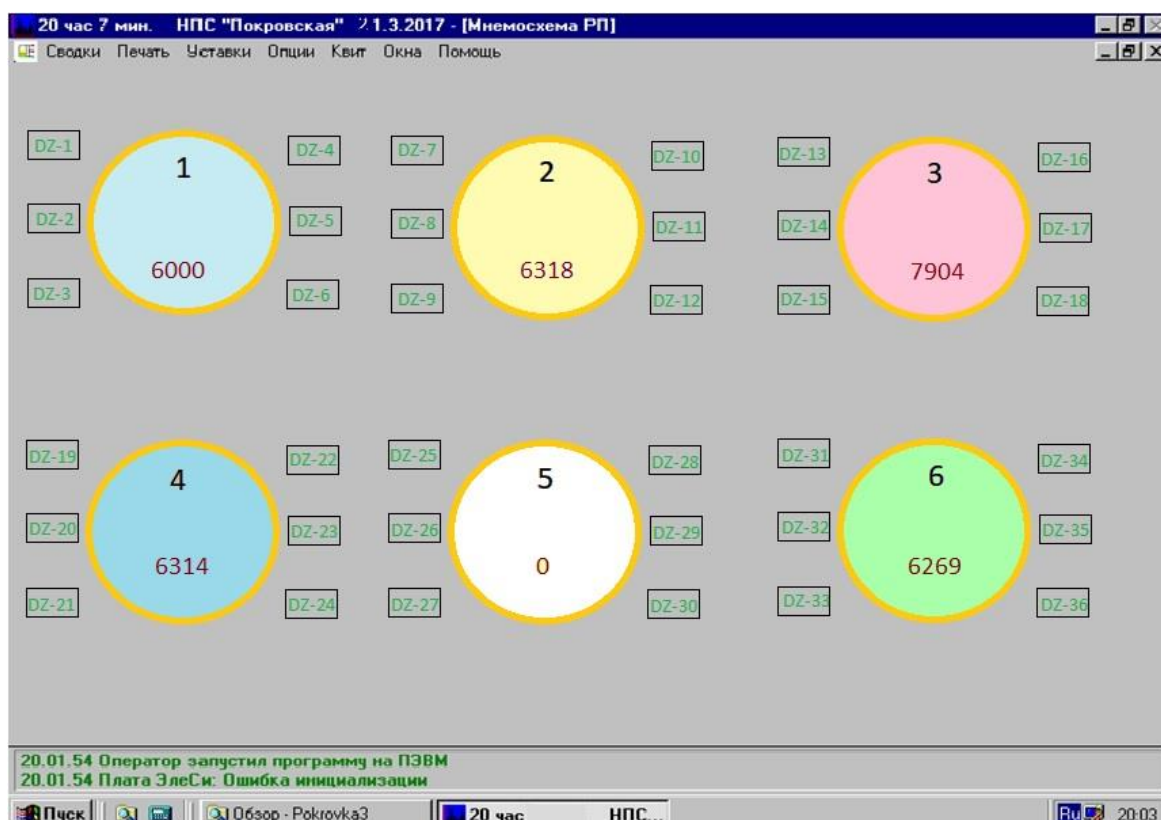 20 час 7 мин. НПС "Покровская" 21.3.2017 - [Мнемосхема РП]
Сводки Печать Уставки Опции Квит Окна Помощь
DZ-1 1 DZ-4 DZ-7 2 DZ-10 DZ-13 3 DZ-16
DZ-2 DZ-5 DZ-8 DZ-11 DZ-14 DZ-17
6000 6318 7904
DZ-3 DZ-6 DZ-9 DZ-12 DZ-15 DZ-18
DZ-19 4 DZ-22 DZ-25 5 DZ-28 DZ-31 6 DZ-34
DZ-20 DZ-23 DZ-26 DZ-29 DZ-32 DZ-35
6314 0 6269
DZ-21 DZ-24 DZ-27 DZ-30 DZ-33 DZ-36
20.01.54 Оператор запустил программу на ПЭВМ
20.01.54 Плата ЭлеСи: Ошибка инициализации
Пуск Обзор - Pokrovka3 20 час НПС... Ru 20:03